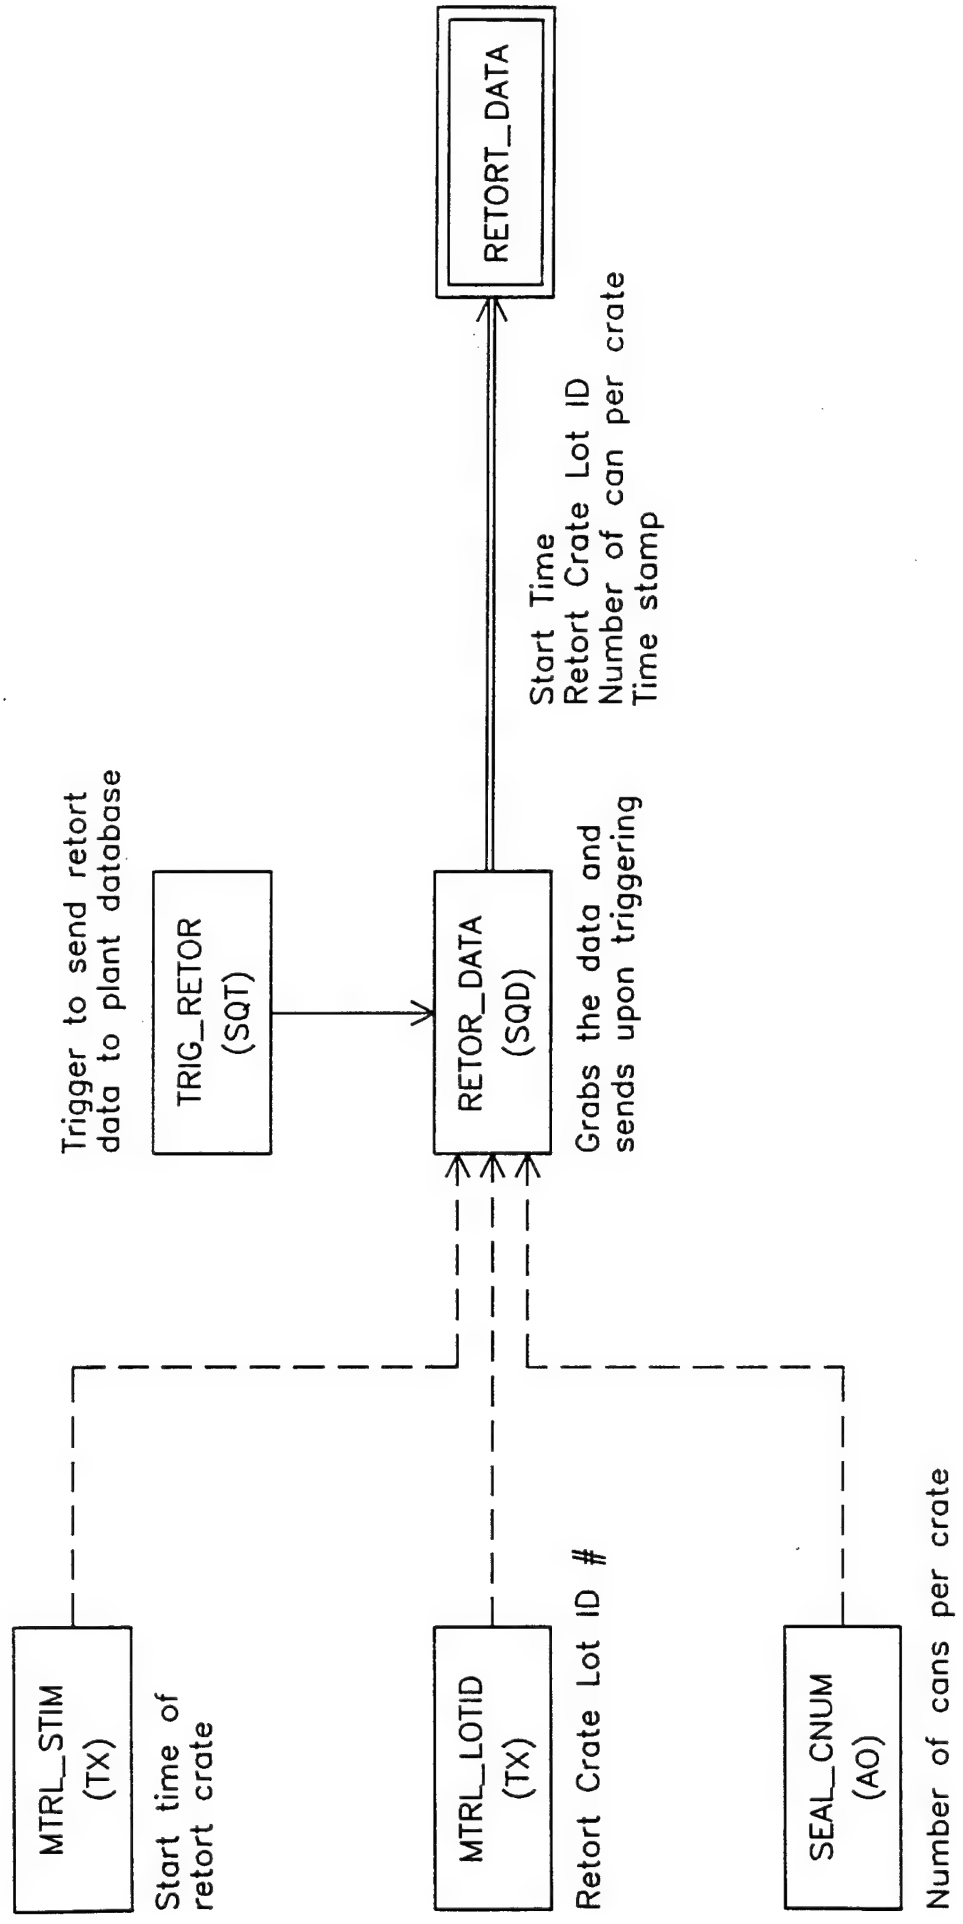 MTRL_STIM
(TX)
Start time of
retort crate
MTRL_LOTID
(TX)
Retort Crate Lot ID #
SEAL_CNUM
(AO)
Number of cans per crate
Trigger to send retort
data to plant database
TRIG_RETOR
(SQT)
RETOR_DATA
(SQD)
Grabs the data and
sends upon triggering
Start Time
Retort Crate Lot ID
Number of can per crate
Time stamp
RETORT_DATA